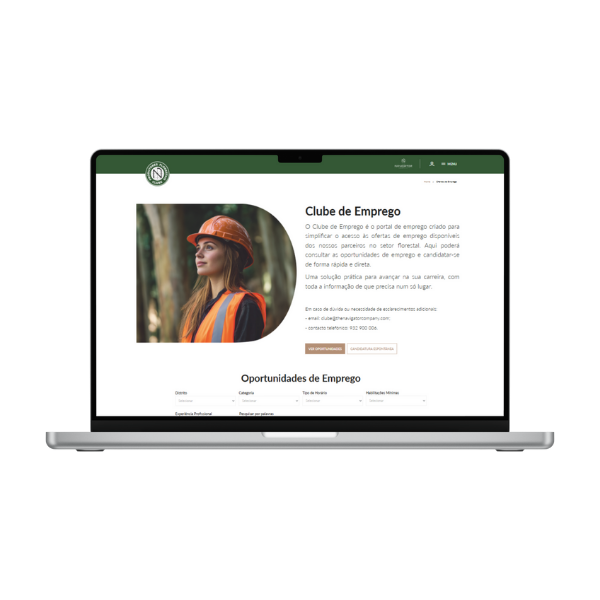 MENU
Clube de Emprego
O Clube de Emprego é o portal de emprego criado para
simplificar o acesso às ofertas de emprego disponíveis
dos nossos parceiros no setor florestal. Aqui poderá
consultar as oportunidades de emprego e candidatar-se
de forma rápida e direta.
Uma solução prática para avançar na sua carreira, com
toda a informação de que precisa num só lugar.
Em caso de dúvida ou necessidade de esclarecimentos adicionais:
- email: clube@thenavigatorcompany.com;
- contacto telefónico: 932 900 006.
VER OPORTUNIDADES
CANDIDATURA ESPONTÂNEA
Oportunidades de Emprego
Distrito
Categoria
Tipo de Horário
Habilitações Mínimas
Selecionar
Selecionar
Selecionar
Selecionar
Experiência Profissional
Pesquisar por palavras